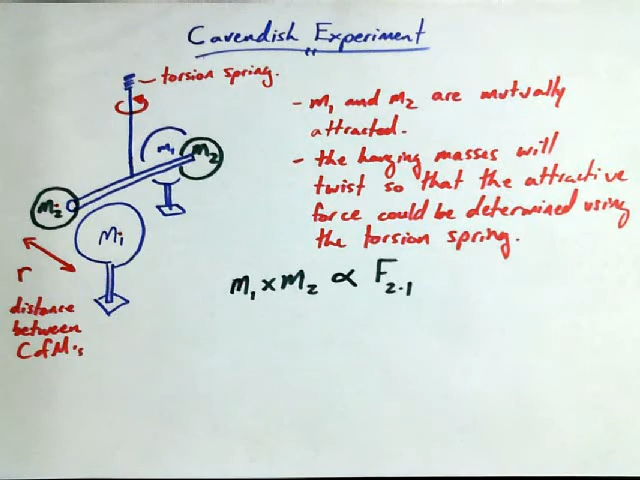 Cavendish Experiment
torsion spring.
m₁
m₂
m₂
m₁
r
distance
between
C of M's
- m₁ and m₂ are mutually
attracted.
- the hanging masses will
twist so that the attractive
force could be determined using
the torsion spring.
m₁ × m₂ ∝ F₂.₁